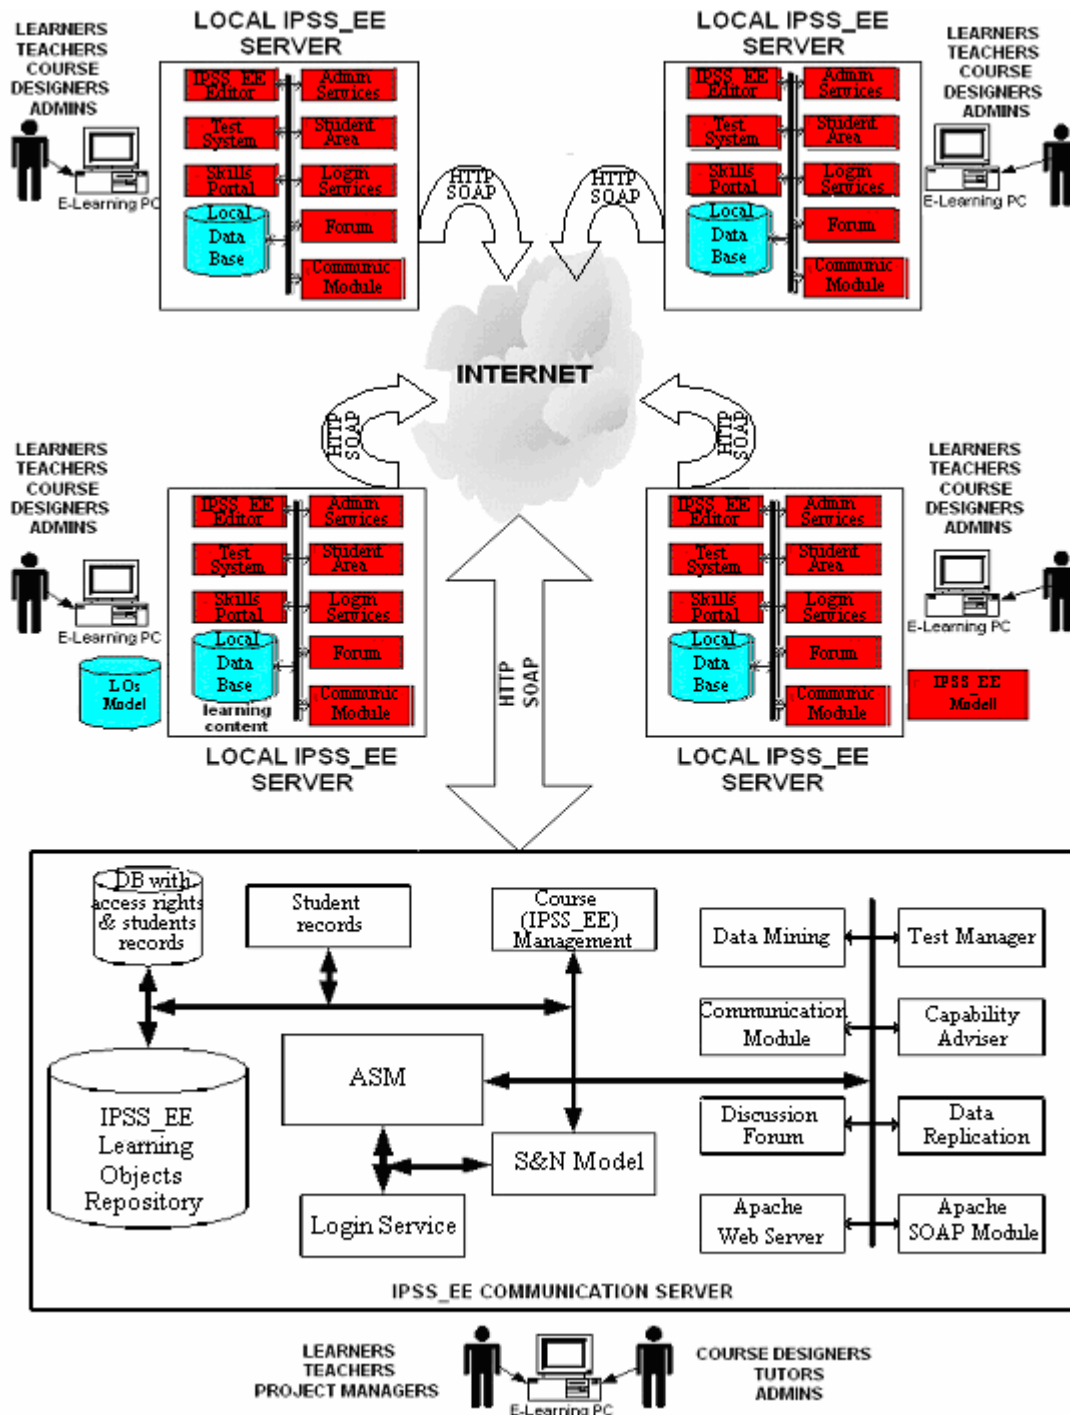 LOCAL IPSS_EE
SERVER
LEARNERS
TEACHERS
COURSE
DESIGNERS
ADMINS
E-Learning PC
IPSS_EE
Editor
Admin
Services
Test
System
Student
Area
Skills
Portal
Login
Services
Local
Data
Base
Forum
Communic
Module
HTTP
SOAP
LOCAL IPSS_EE
SERVER
IPSS_EE
Editor
Admin
Services
Test
System
Student
Area
Skills
Portal
Login
Services
Local
Data
Base
Forum
Communic
Module
HTTP
SOAP
LEARNERS
TEACHERS
COURSE
DESIGNERS
ADMINS
E-Learning PC
INTERNET
LEARNERS
TEACHERS
COURSE
DESIGNERS
ADMINS
E-Learning PC
LOs
Model
HTTP
SOAP
IPSS_EE
Editor
Admin
Services
Test
System
Student
Area
Skills
Portal
Login
Services
Local
Data
Base
learning
content
Forum
Communic
Module
LOCAL IPSS_EE
SERVER
HTTP
SOAP
HTTP
SOAP
IPSS_EE
Editor
Admin
Services
Test
System
Student
Area
Skills
Portal
Login
Services
Local
Data
Base
Forum
Communic
Module
LOCAL IPSS_EE
SERVER
LEARNERS
TEACHERS
COURSE
DESIGNERS
ADMINS
E-Learning PC
IPSS_EE
Modell
DB with
access rights
& students
records
Student
records
Course
(IPSS_EE)
Management
Data Mining
Test Manager
Communication
Module
Capability
Adviser
ASM
IPSS_EE
Learning
Objects
Repository
Discussion
Forum
Data
Replication
S&N Model
Login Service
Apache
Web Server
Apache
SOAP Module
IPSS_EE COMMUNICATION SERVER
LEARNERS
TEACHERS
PROJECT MANAGERS
E-Learning PC
COURSE DESIGNERS
TUTORS
ADMINS